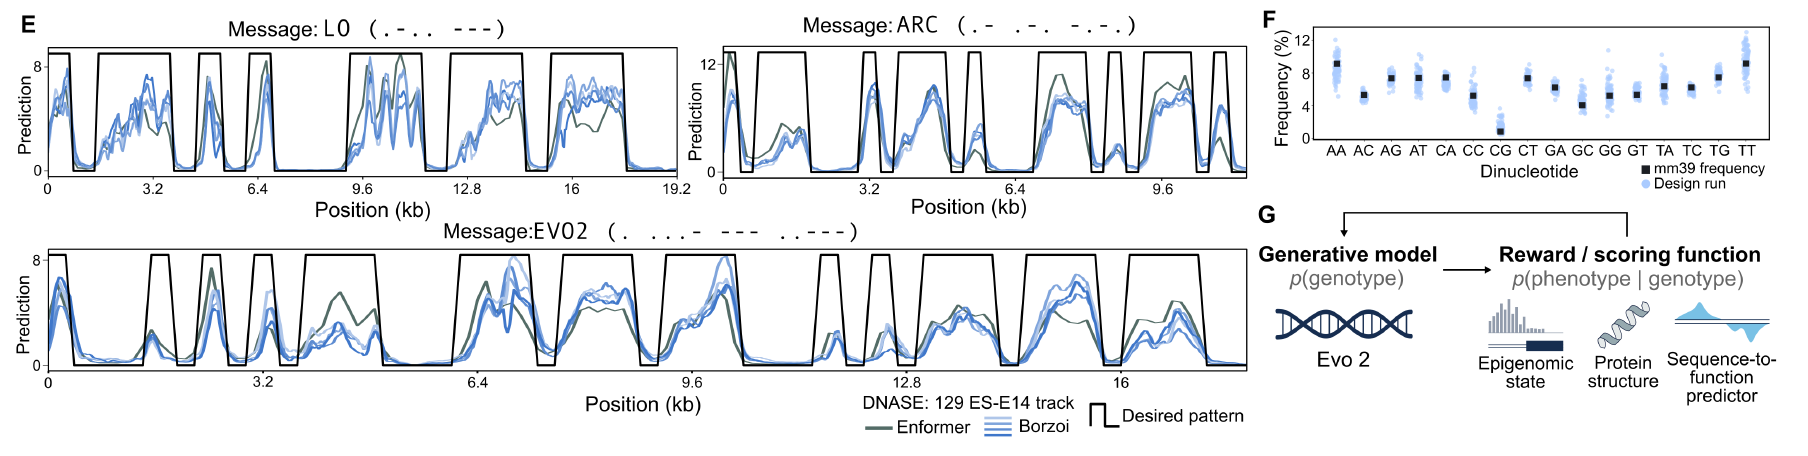 E
Message: LO (.-.. ---)
Prediction
8
0
0 3.2 6.4 9.6 12.8 16 19.2
Position (kb)
Message: ARC (.- .-. -.-.)
Prediction
12
0
0 3.2 6.4 9.6
Position (kb)
Message:EVO2 (. ...- --- ..---)
Prediction
8
0
0 3.2 6.4 9.6 12.8 16
Position (kb)
DNASE: 129 ES-E14 track
Enformer Borzoi Desired pattern
F
Frequency (%)
12
8
4
0
AA AC AG AT CA CC CG CT GA GC GG GT TA TC TG TT
Dinucleotide
mm39 frequency
Design run
G
Generative model
p(genotype)
Evo 2
Reward / scoring function
p(phenotype | genotype)
Epigenomic
state
Protein
structure
Sequence-to-
function
predictor